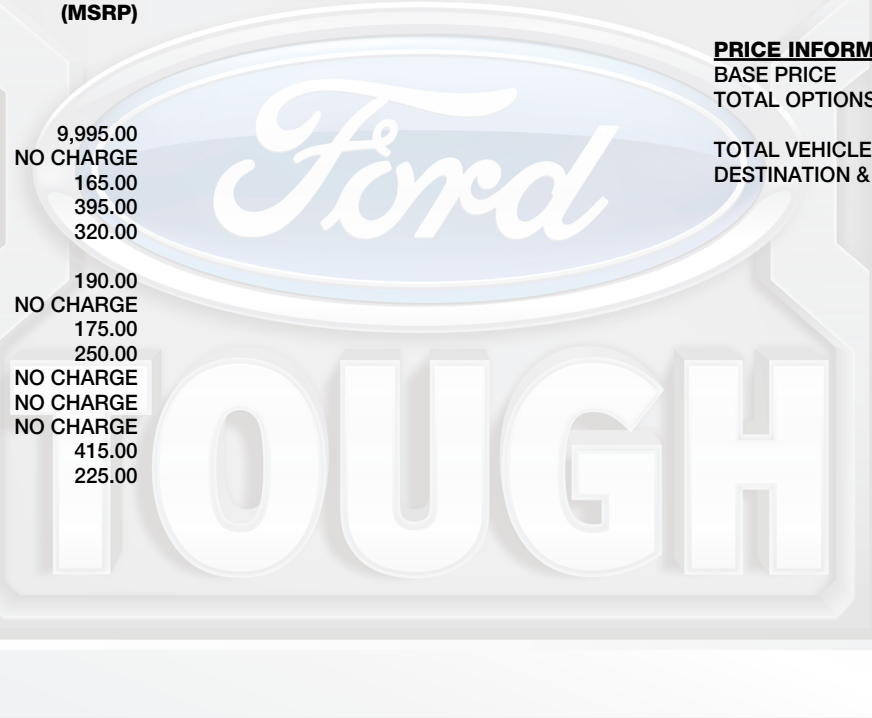 (MSRP)
PRICE INFORM
BASE PRICE
TOTAL OPTIONS
9,995.00
NO CHARGE
165.00
395.00
320.00
TOTAL VEHICLE
DESTINATION &
190.00
NO CHARGE
175.00
250.00
NO CHARGE
NO CHARGE
NO CHARGE
415.00
225.00
Ford
TOUGH